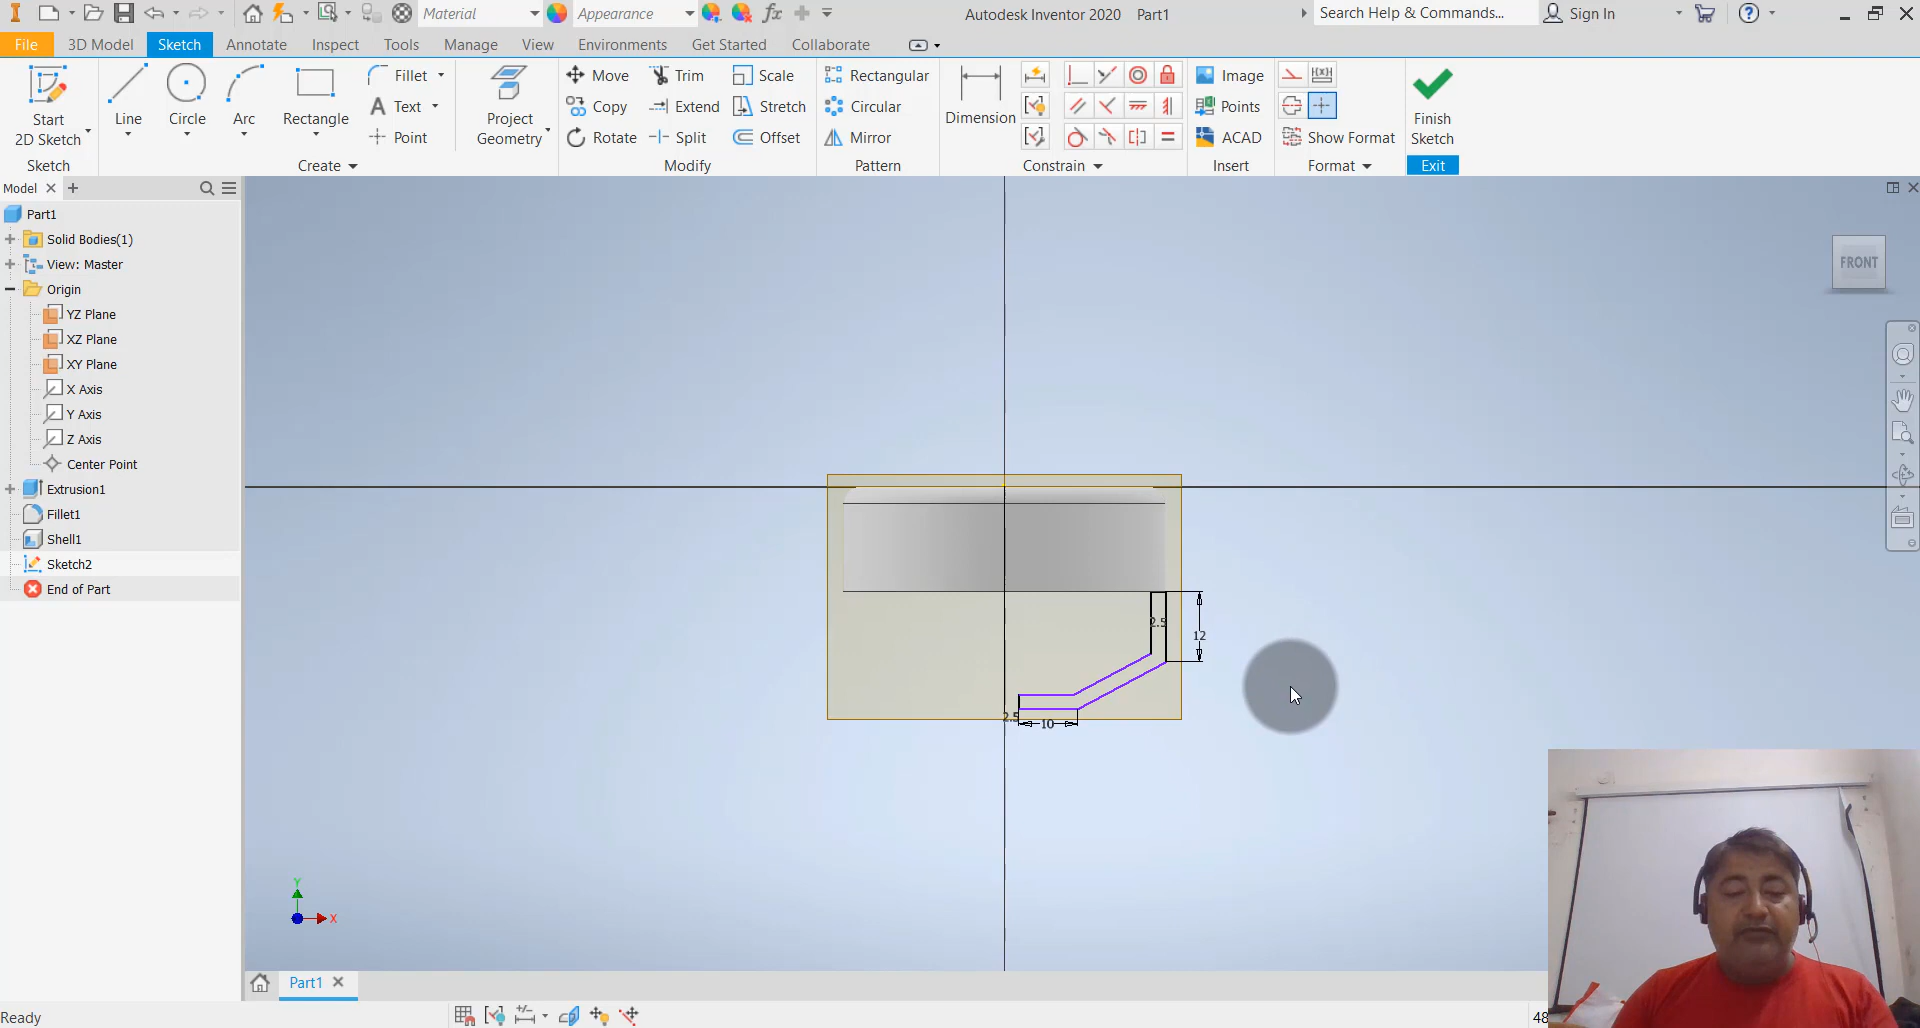 Material
Appearance
Autodesk Inventor 2020 Part1
Search Help & Commands...
Sign In
File
3D Model
Sketch
Annotate
Inspect
Tools
Manage
View
Environments
Get Started
Collaborate
Start
2D Sketch
Sketch
Line
Circle
Arc
Rectangle
Fillet
Text
Point
Create
Project
Geometry
Move
Copy
Rotate
Trim
Extend
Split
Scale
Stretch
Offset
Modify
Rectangular
Circular
Mirror
Pattern
Dimension
Constrain
Image
Points
ACAD
Insert
Show Format
Format
Finish
Sketch
Exit
Model
Part1
Solid Bodies(1)
View: Master
Origin
YZ Plane
XZ Plane
XY Plane
X Axis
Y Axis
Z Axis
Center Point
Extrusion1
Fillet1
Shell1
Sketch2
End of Part
FRONT
2.5
12
2.5
10
Y
X
Part1
Ready
48